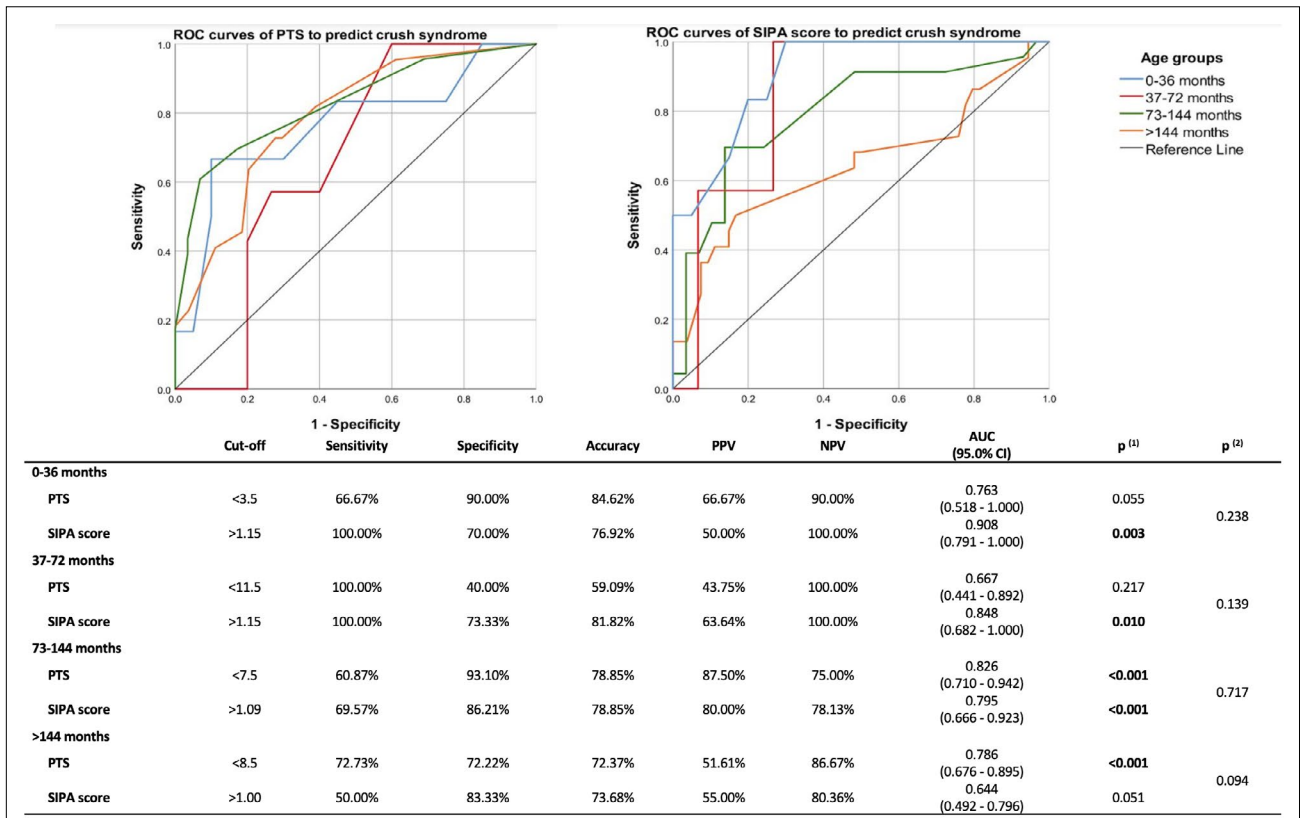 ROC curves of PTS to predict crush syndrome
1.0
0.8
0.6
0.4
0.2
0.0
Sensitivity
0.0 0.2 0.4 0.6 0.8 1.0
1 - Specificity
ROC curves of SIPA score to predict crush syndrome
1.0
0.8
0.6
0.4
0.2
0.0
Sensitivity
0.0 0.2 0.4 0.6 0.8 1.0
1 - Specificity
Age groups
0-36 months
37-72 months
73-144 months
>144 months
Reference Line
Cut-off Sensitivity Specificity Accuracy PPV NPV AUC (95.0% CI) p (1) p (2)
0-36 months
PTS <3.5 66.67% 90.00% 84.62% 66.67% 90.00% 0.763 (0.518 - 1.000) 0.055 0.238
SIPA score >1.15 100.00% 70.00% 76.92% 50.00% 100.00% 0.908 (0.791 - 1.000) 0.003
37-72 months
PTS <11.5 100.00% 40.00% 59.09% 43.75% 100.00% 0.667 (0.441 - 0.892) 0.217 0.139
SIPA score >1.15 100.00% 73.33% 81.82% 63.64% 100.00% 0.848 (0.682 - 1.000) 0.010
73-144 months
PTS <7.5 60.87% 93.10% 78.85% 87.50% 75.00% 0.826 (0.710 - 0.942) <0.001 0.717
SIPA score >1.09 69.57% 86.21% 78.85% 80.00% 78.13% 0.795 (0.666 - 0.923) <0.001
>144 months
PTS <8.5 72.73% 72.22% 72.37% 51.61% 86.67% 0.786 (0.676 - 0.895) <0.001 0.094
SIPA score >1.00 50.00% 83.33% 73.68% 55.00% 80.36% 0.644 (0.492 - 0.796) 0.051